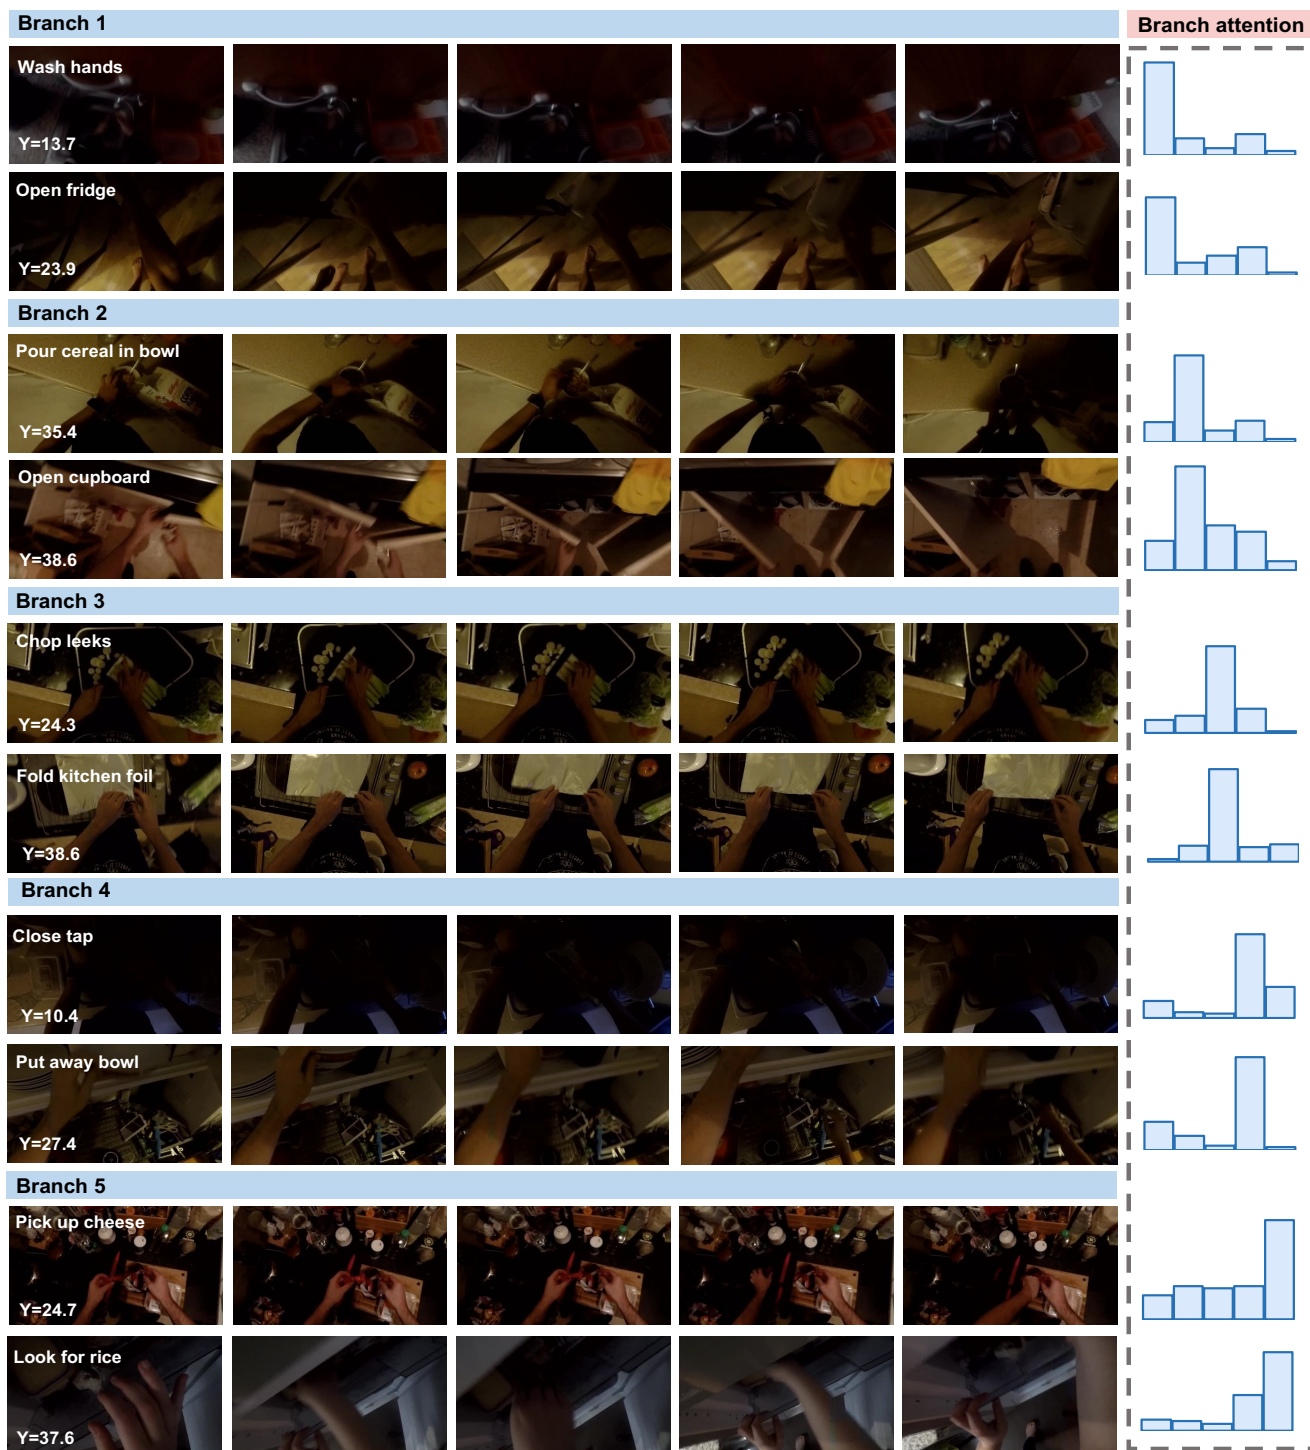 Branch 1
Branch attention
Wash hands
Y=13.7
Open fridge
Y=23.9
Branch 2
Pour cereal in bowl
Y=35.4
Open cupboard
Y=38.6
Branch 3
Chop leeks
Y=24.3
Fold kitchen foil
Y=38.6
Branch 4
Close tap
Y=10.4
Put away bowl
Y=27.4
Branch 5
Pick up cheese
Y=24.7
Look for rice
Y=37.6